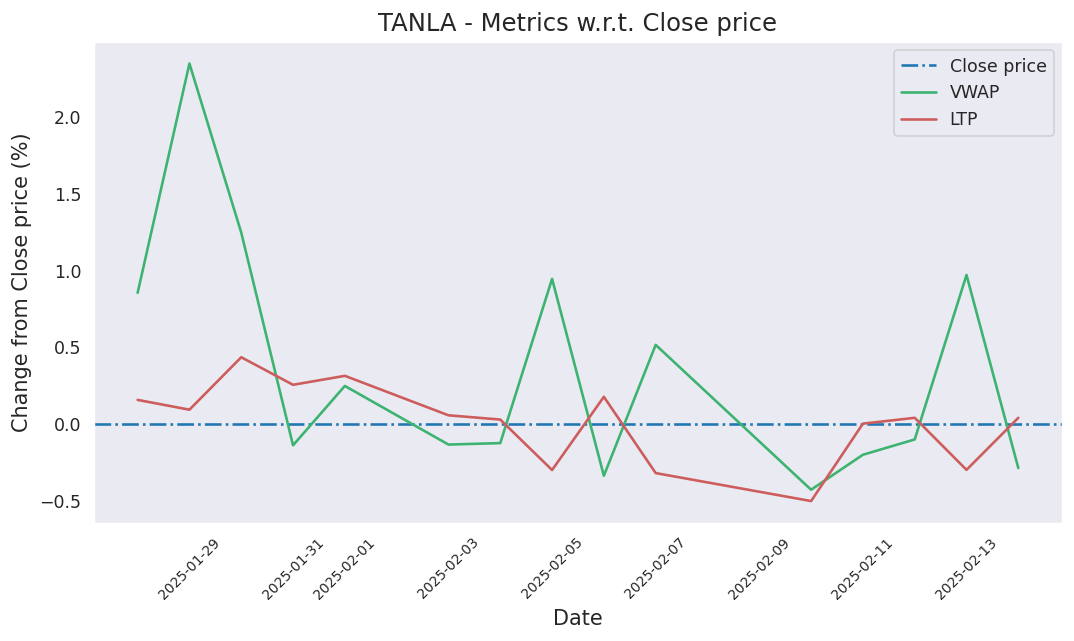 TANLA - Metrics w.r.t. Close price
Close price
VWAP
LTP
Change from Close price (%)
2.0
1.5
1.0
0.5
0.0
−0.5
2025-01-29
2025-01-31
2025-02-01
2025-02-03
2025-02-05
2025-02-07
2025-02-09
2025-02-11
2025-02-13
Date